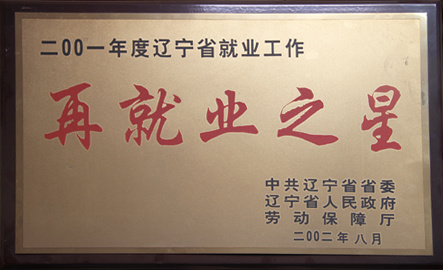 二00一年度辽宁省就业工作
再就业之星
中共辽宁省省委
辽宁省人民政府
劳动保障厅
二00二年八月